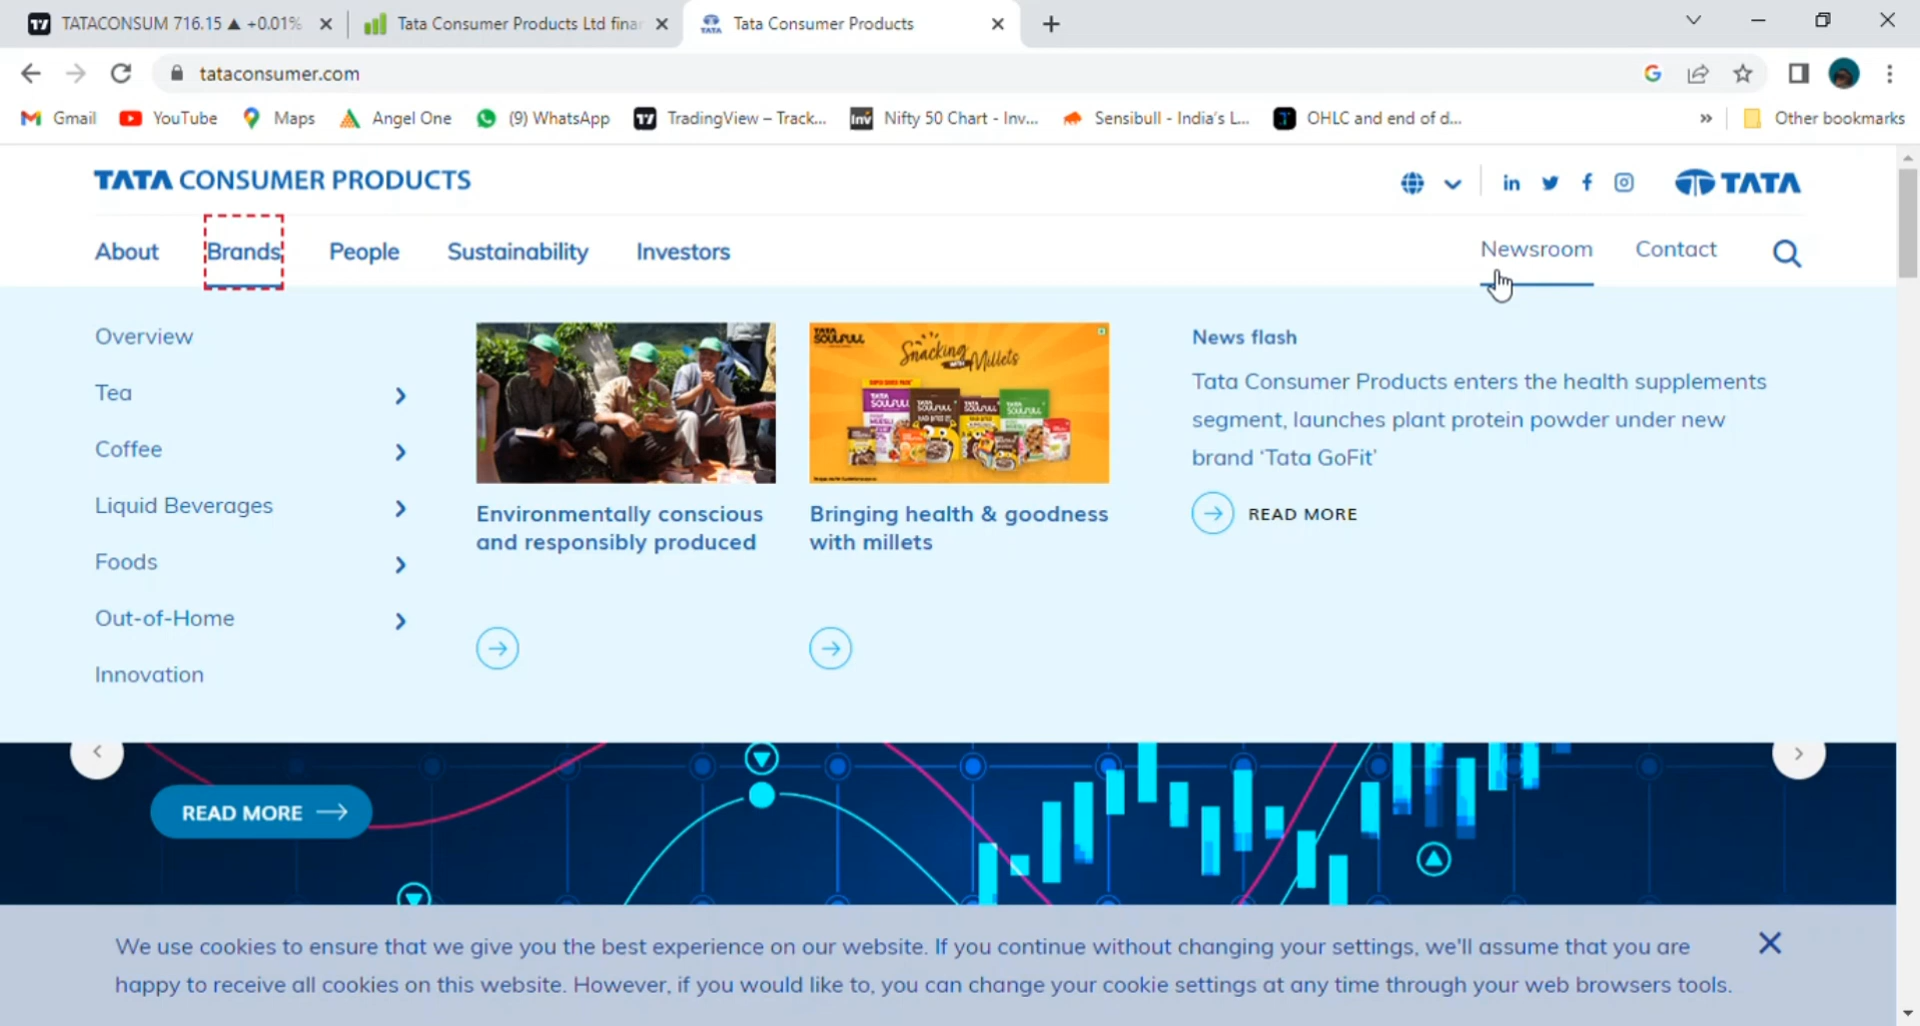 TATACONSUM 716.15 ▲ +0.01%
Tata Consumer Products Ltd finan
Tata Consumer Products
tataconsumer.com
Gmail
YouTube
Maps
Angel One
(9) WhatsApp
TradingView – Track...
Inv
Nifty 50 Chart - Inv...
Sensibull - India's L...
OHLC and end of d...
»
Other bookmarks
TATA CONSUMER PRODUCTS
in
TATA
About
Brands
People
Sustainability
Investors
Newsroom
Contact
Overview
Tea
Coffee
Liquid Beverages
Foods
Out-of-Home
Innovation
TATA
SOULFULL
Snacking
with Millets
Environmentally conscious
and responsibly produced
Bringing health & goodness
with millets
News flash
Tata Consumer Products enters the health supplements
segment, launches plant protein powder under new
brand ‘Tata GoFit’
READ MORE
READ MORE
We use cookies to ensure that we give you the best experience on our website. If you continue without changing your settings, we'll assume that you are
happy to receive all cookies on this website. However, if you would like to, you can change your cookie settings at any time through your web browsers tools.